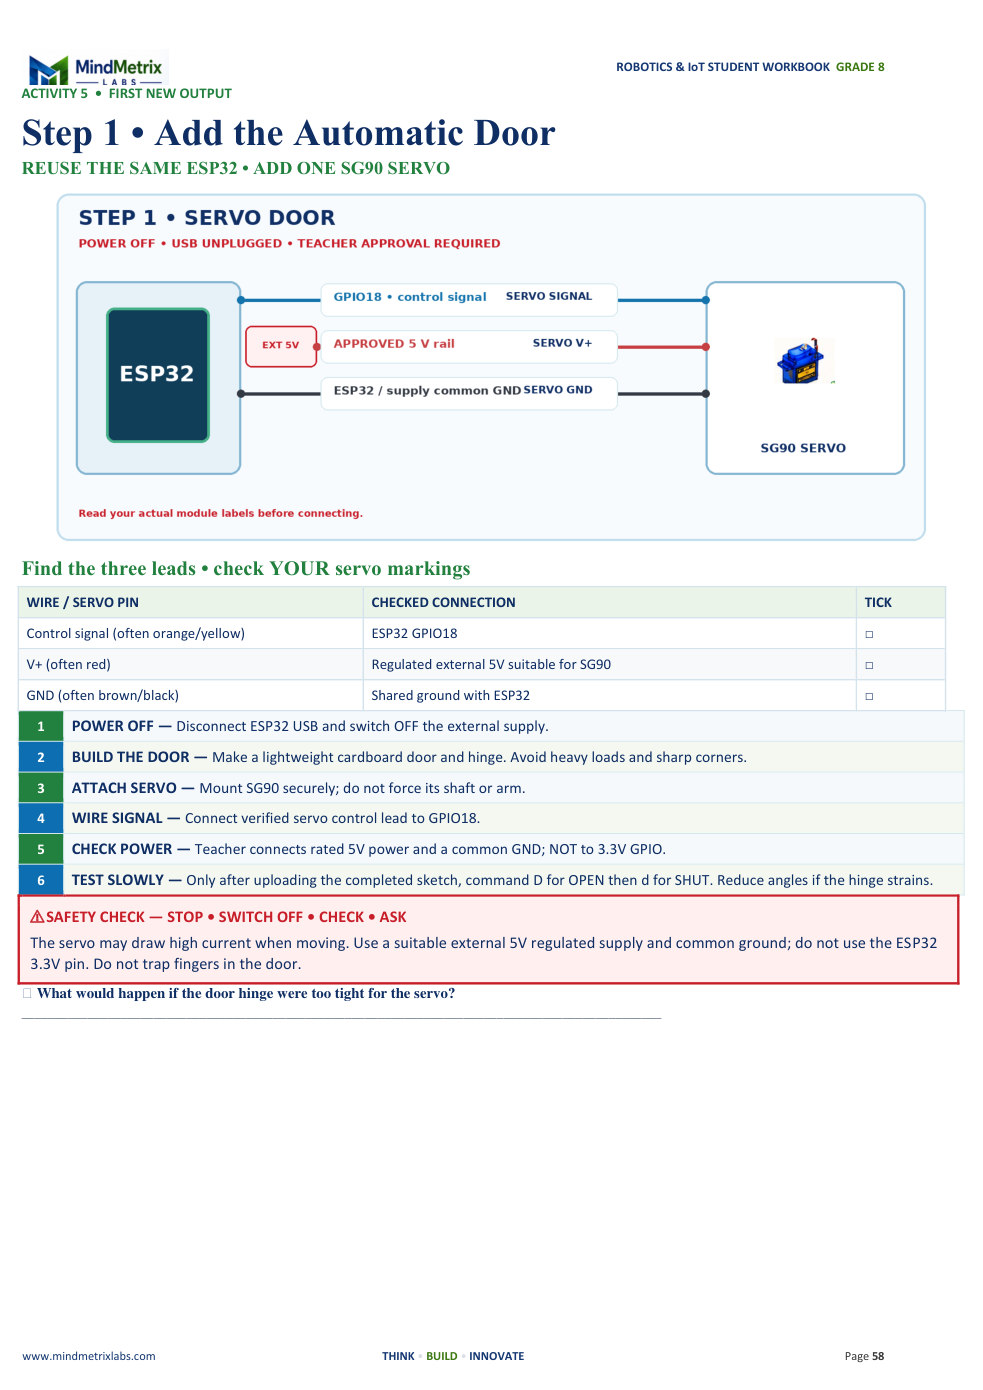 MindMetrix
LABS
ROBOTICS & IoT STUDENT WORKBOOK GRADE 8
ACTIVITY 5 • FIRST NEW OUTPUT
Step 1 • Add the Automatic Door
REUSE THE SAME ESP32 • ADD ONE SG90 SERVO
STEP 1 • SERVO DOOR
POWER OFF • USB UNPLUGGED • TEACHER APPROVAL REQUIRED
GPIO18 • control signal SERVO SIGNAL
EXT 5V APPROVED 5 V rail SERVO V+
ESP32
ESP32 / supply common GND SERVO GND
SG90 SERVO
Read your actual module labels before connecting.
Find the three leads • check YOUR servo markings
WIRE / SERVO PIN CHECKED CONNECTION TICK
Control signal (often orange/yellow) ESP32 GPIO18 □
V+ (often red) Regulated external 5V suitable for SG90 □
GND (often brown/black) Shared ground with ESP32 □
1 POWER OFF — Disconnect ESP32 USB and switch OFF the external supply.
2 BUILD THE DOOR — Make a lightweight cardboard door and hinge. Avoid heavy loads and sharp corners.
3 ATTACH SERVO — Mount SG90 securely; do not force its shaft or arm.
4 WIRE SIGNAL — Connect verified servo control lead to GPIO18.
5 CHECK POWER — Teacher connects rated 5V power and a common GND; NOT to 3.3V GPIO.
6 TEST SLOWLY — Only after uploading the completed sketch, command D for OPEN then d for SHUT. Reduce angles if the hinge strains.
⚠SAFETY CHECK — STOP • SWITCH OFF • CHECK • ASK
The servo may draw high current when moving. Use a suitable external 5V regulated supply and common ground; do not use the ESP32
3.3V pin. Do not trap fingers in the door.
What would happen if the door hinge were too tight for the servo?
www.mindmetrixlabs.com THINK • BUILD • INNOVATE Page 58